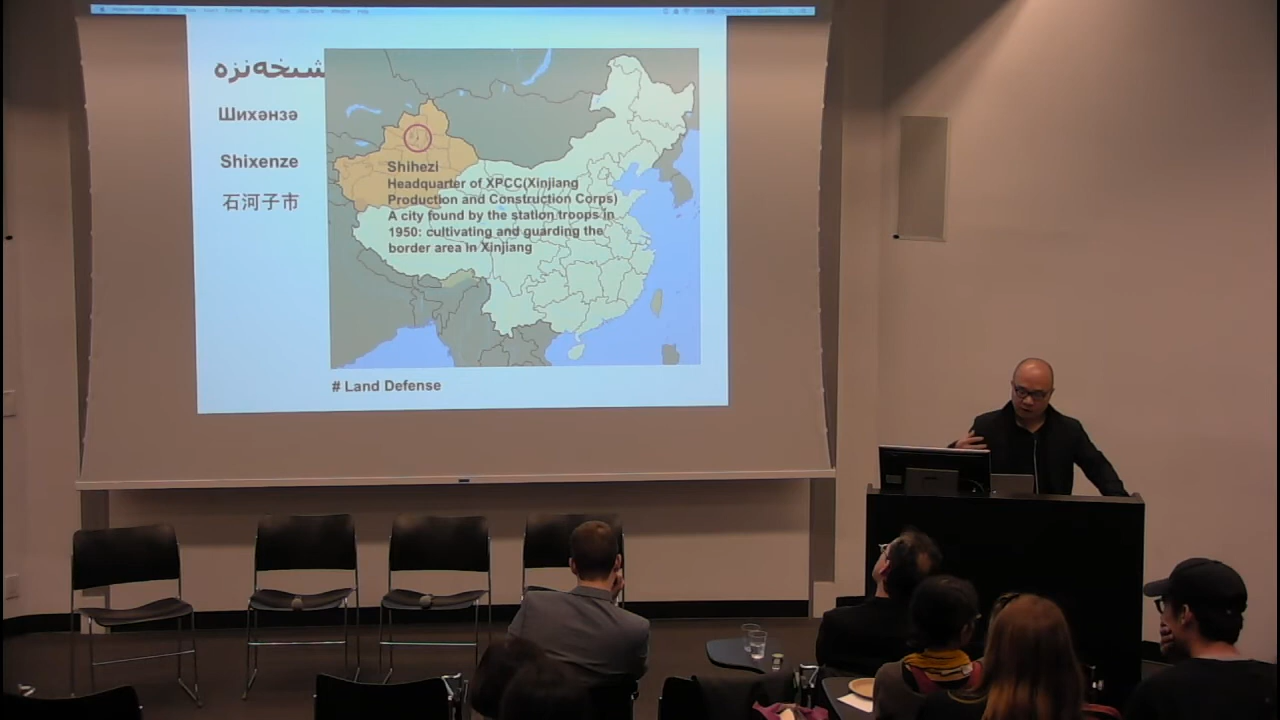 شىخەنزە
Шихәнзә
Shixenze
石河子市
Shihezi
Headquarter of XPCC(Xinjiang
Production and Construction Corps)
A city found by the station troops in
1950: cultivating and guarding the
border area in Xinjiang
# Land Defense